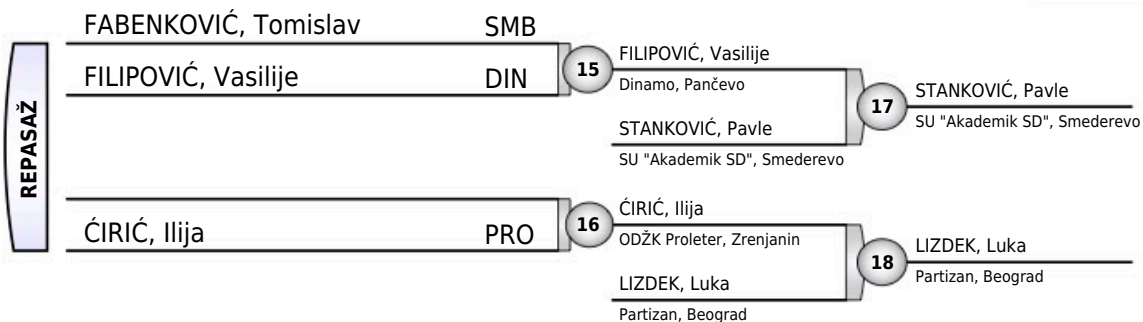 REPASAŽ
FABENKOVIĆ, Tomislav SMB
FILIPOVIĆ, Vasilije DIN
15
FILIPOVIĆ, Vasilije
Dinamo, Pančevo
STANKOVIĆ, Pavle
SU "Akademik SD", Smederevo
17
STANKOVIĆ, Pavle
SU "Akademik SD", Smederevo
ĆIRIĆ, Ilija PRO
16
ĆIRIĆ, Ilija
ODŽK Proleter, Zrenjanin
LIZDEK, Luka
Partizan, Beograd
18
LIZDEK, Luka
Partizan, Beograd